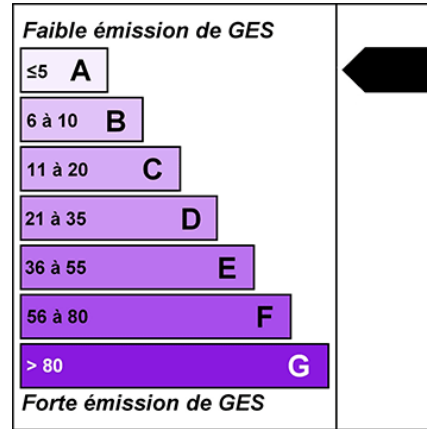 Faible émission de GES
≤5 A
6 à 10 B
11 à 20 C
21 à 35 D
36 à 55 E
56 à 80 F
> 80 G
Forte émission de GES